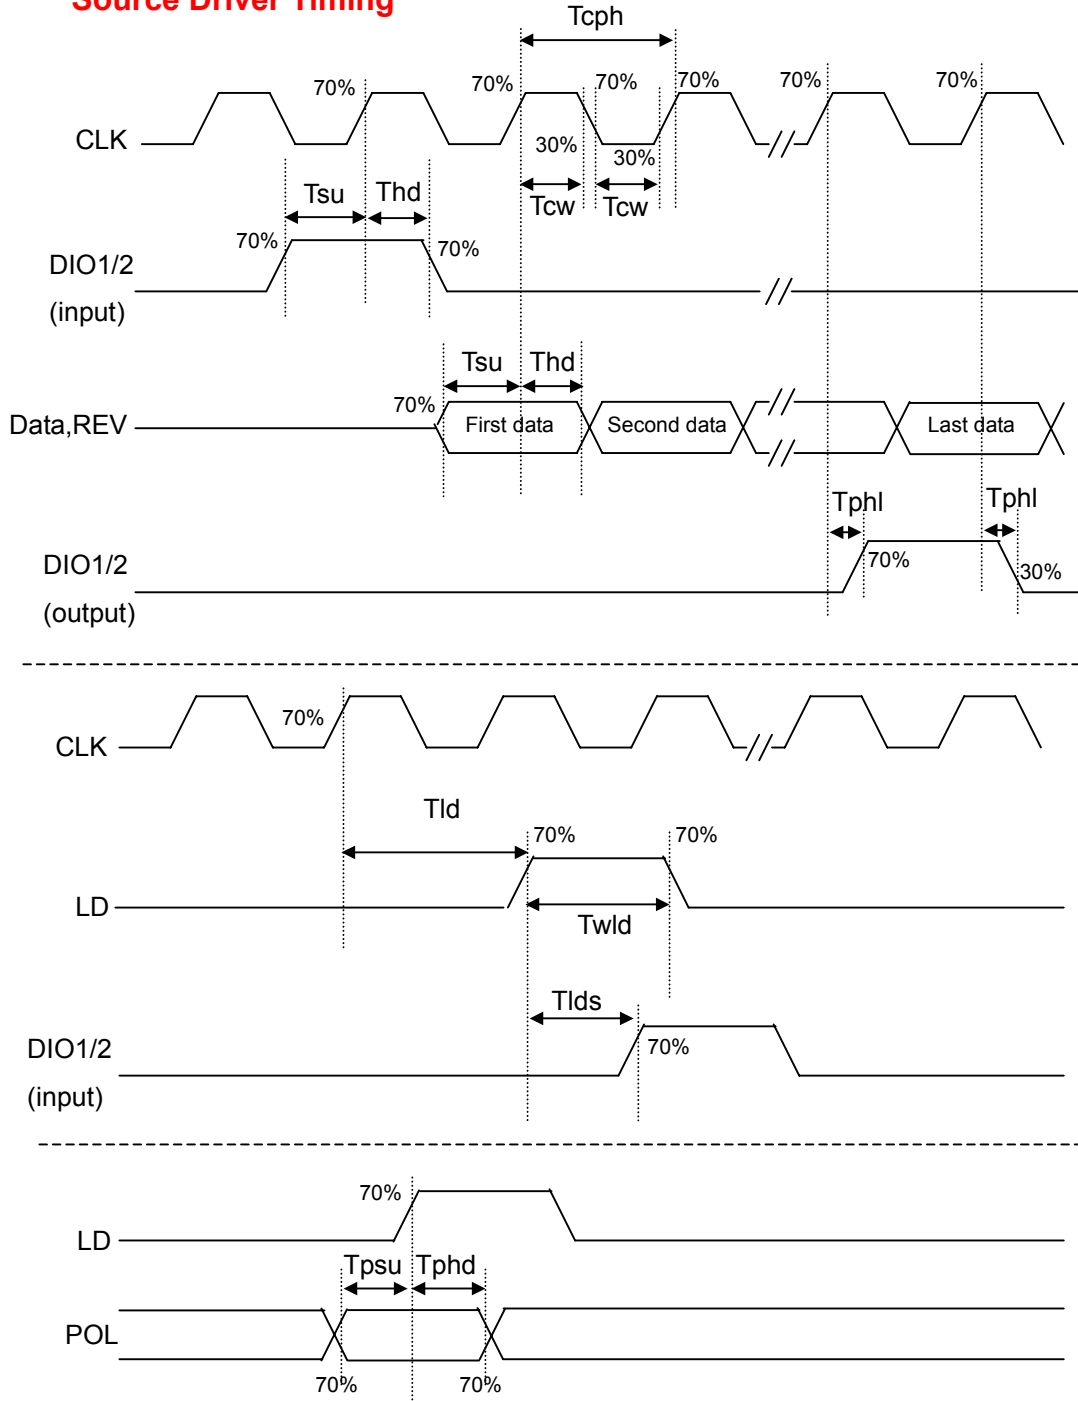 Source Driver Timing
Tcph
70% 70% 70% 70% 70% 70%
CLK
30% 30%
Tsu Thd Tcw Tcw
70% 70%
DIO1/2
(input)
Tsu Thd
70%
Data,REV First data Second data Last data
Tphl Tphl
DIO1/2 70% 30%
(output)
70%
CLK
Tld
70% 70%
LD
Twld
Tlds
DIO1/2 70%
(input)
70%
LD
Tpsu Tphd
POL
70% 70%